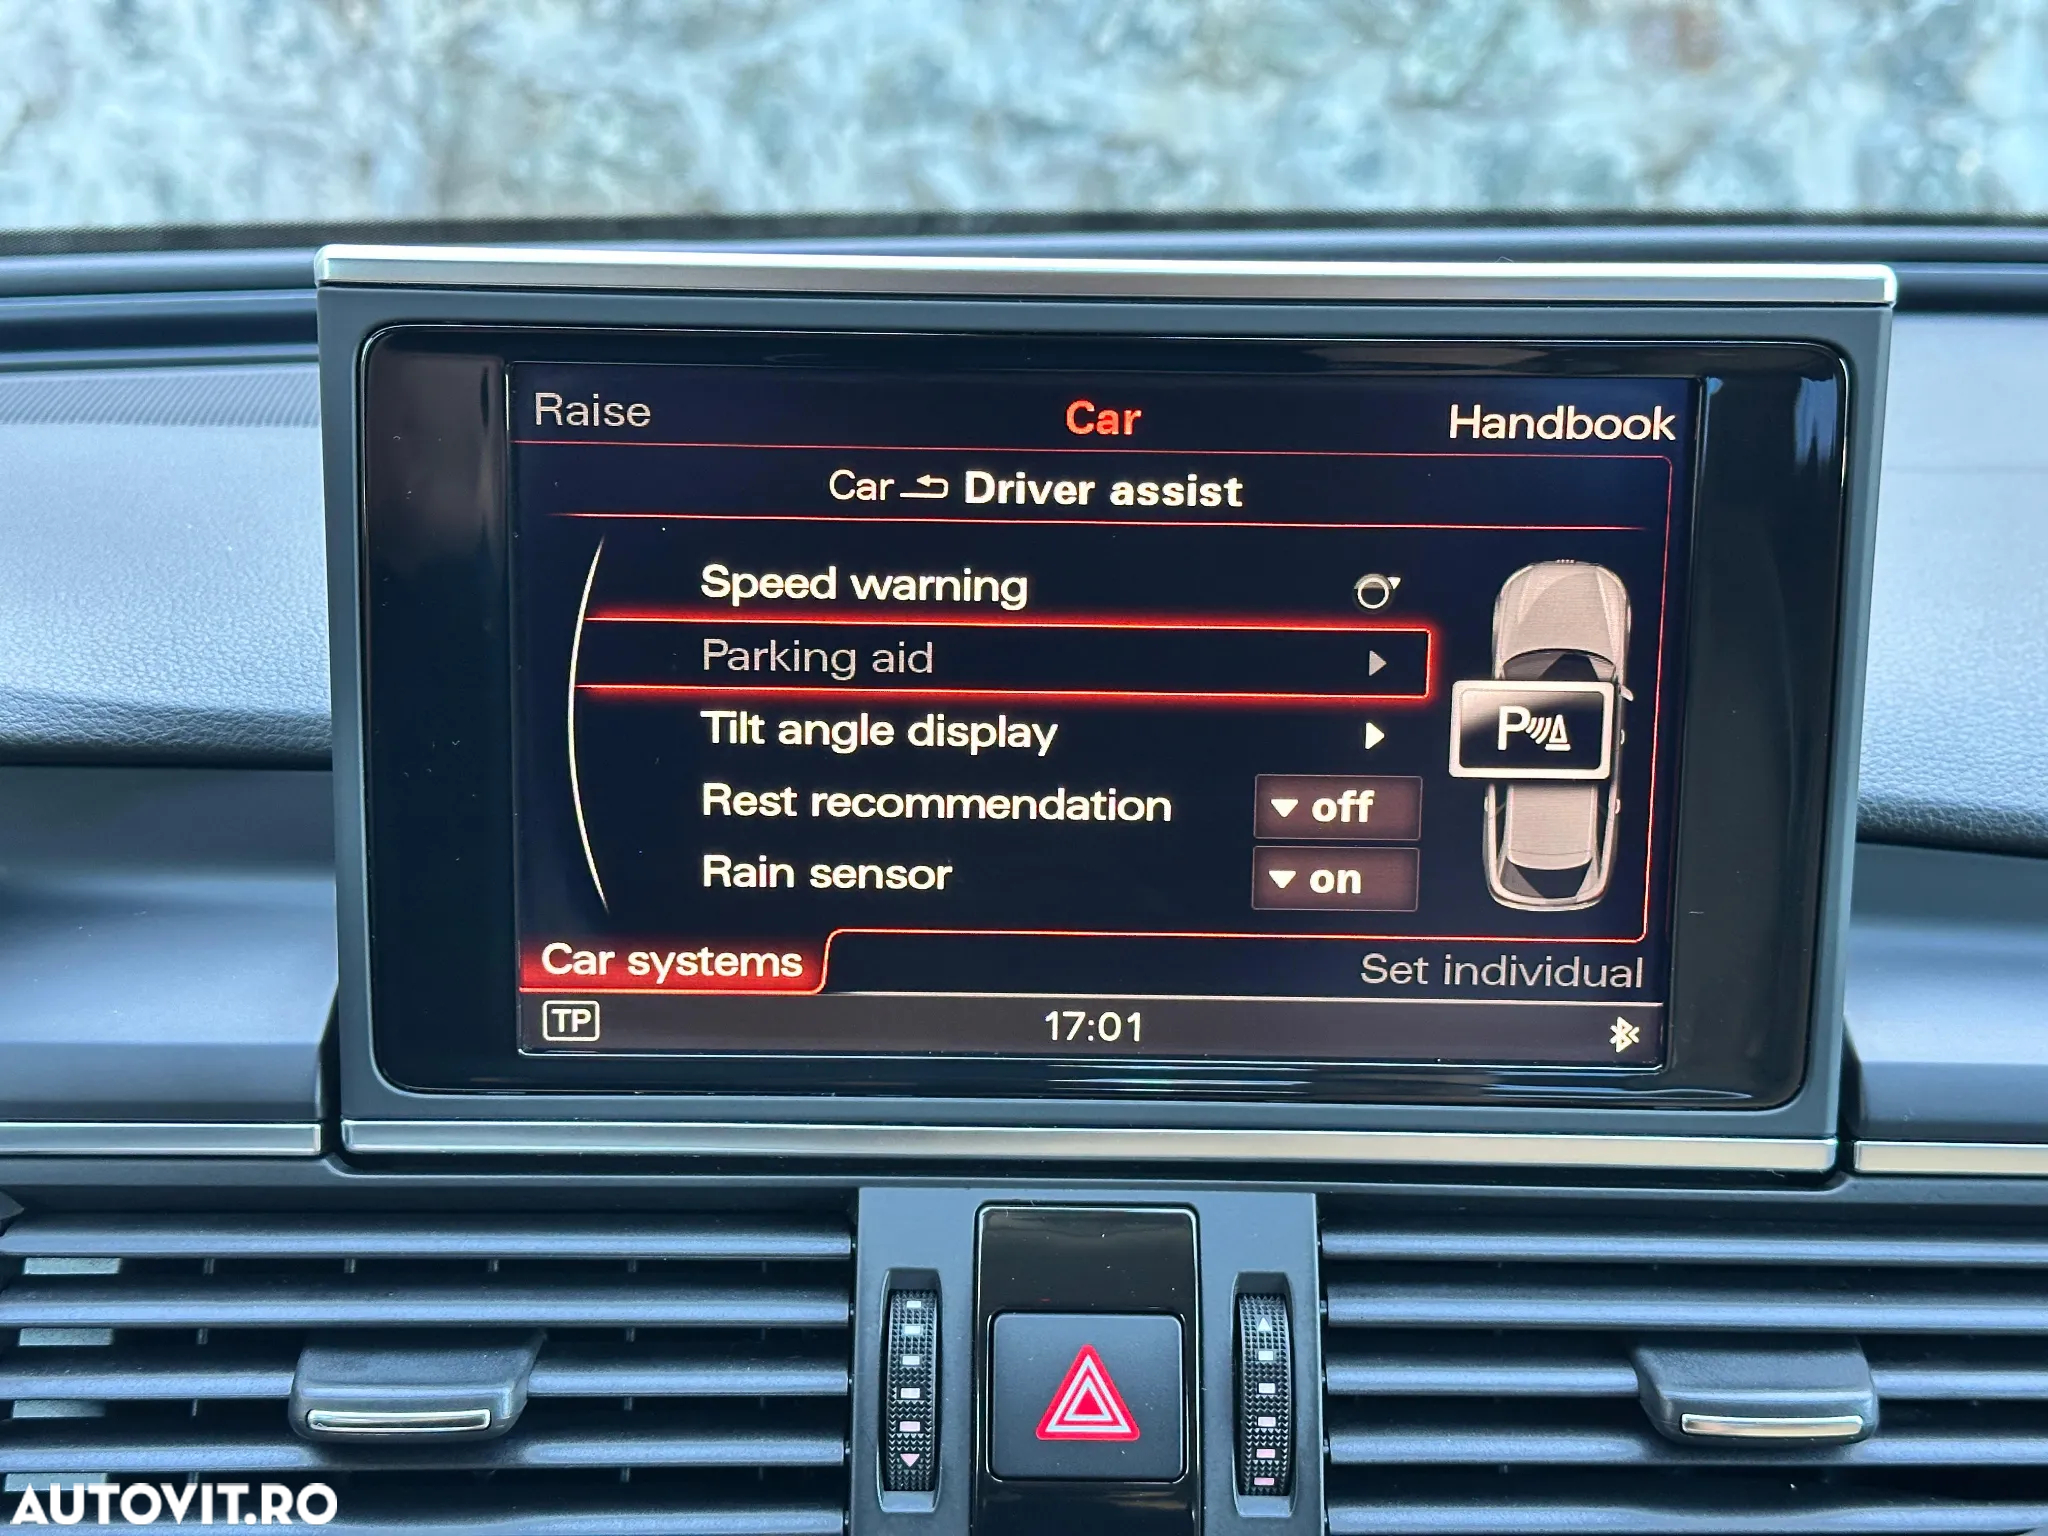 Raise Car Handbook
Car Driver assist
Speed warning
Parking aid
Tilt angle display
Rest recommendation off
Rain sensor on
Car systems Set individual
TP 17:01
AUTOVIT.RO